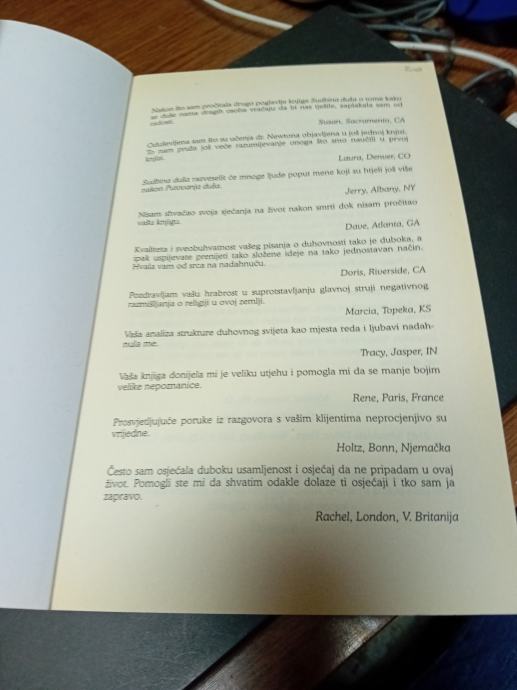 Nakon što sam pročitala drugo poglavlje knjige Sudbina duša o tome kako
se duše nama dragih osoba vraćaju da bi nas tješile, zaplakala sam od
radosti.
Susan, Sacramento, CA
Oduševljena sam što su učenja dr. Newtona objavljena u još jednoj knjizi.
To nam pruža još veće razumijevanje onoga što smo naučili u prvoj
knjizi.
Laura, Denver, CO
Sudbina duša razveselit će mnoge ljude poput mene koji su htjeli još više
nakon Putovanja duša.
Jerry, Albany, NY
Nisam shvaćao svoja sjećanja na život nakon smrti dok nisam pročitao
vašu knjigu.
Dave, Atlanta, GA
Kvaliteta i sveobuhvatnost vašeg pisanja o duhovnosti tako je duboka, a
ipak uspijevate prenijeti tako složene ideje na tako jednostavan način.
Hvala vam od srca na nadahnuću.
Doris, Riverside, CA
Pozdravljam vašu hrabrost u suprotstavljanju glavnoj struji negativnog
razmišljanja o religiji u ovoj zemlji.
Marcia, Topeka, KS
Vaša analiza strukture duhovnog svijeta kao mjesta reda i ljubavi nadah-
nula me.
Tracy, Jasper, IN
Vaša knjiga donijela mi je veliku utjehu i pomogla mi da se manje bojim
velike nepoznanice.
Rene, Paris, France
Prosvjedljujuće poruke iz razgovora s vašim klijentima neprocjenjivo su
vrijedne.
Holtz, Bonn, Njemačka
Često sam osjećala duboku usamljenost i osjećaj da ne pripadam u ovaj
život. Pomogli ste mi da shvatim odakle dolaze ti osjećaji i tko sam ja
zapravo.
Rachel, London, V. Britanija